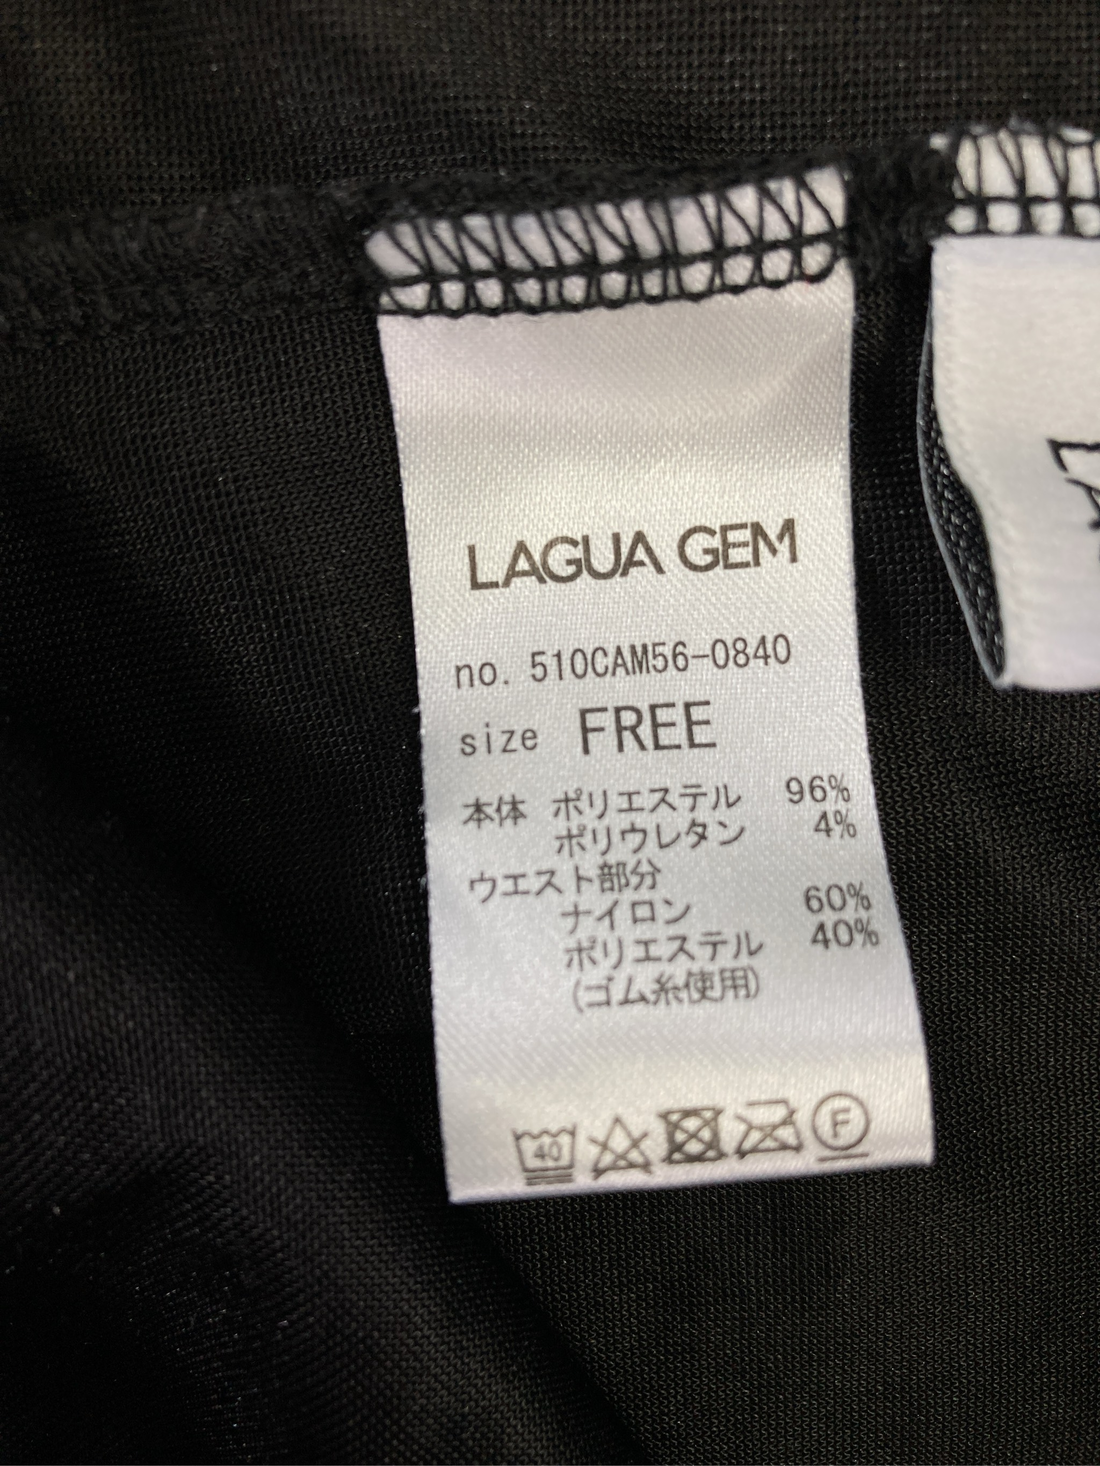 LAGUA GEM
no. 510CAM56-0840
size FREE
本体 ポリエステル 96%
ポリウレタン 4%
ウエスト部分
ナイロン 60%
ポリエステル 40%
(ゴム糸使用)
40
F